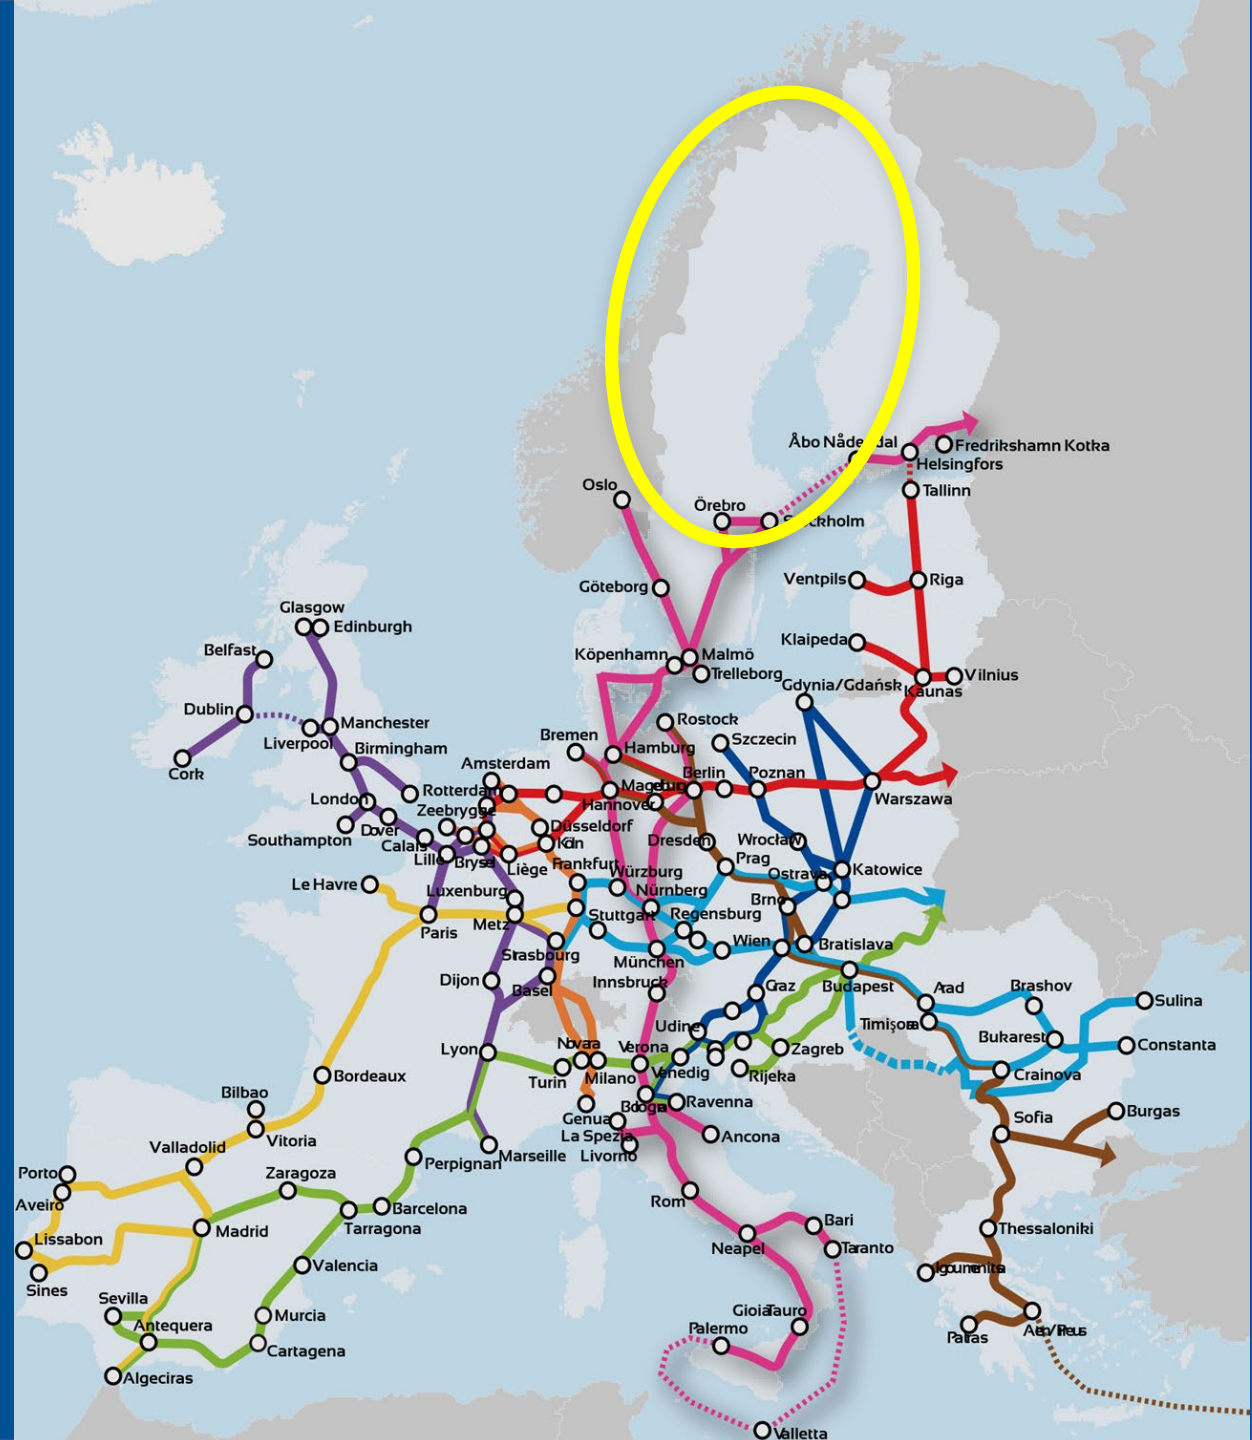 Åbo Nådendal
Fredrikshamn Kotka
Helsingfors
Oslo
Tallinn
Örebro
Stockholm
Ventpils
Riga
Göteborg
Glasgow
Edinburgh
Klaipeda
Belfast
Köpenhamn
Malmö
Trelleborg
Vilnius
Gdynia/Gdańsk
Kaunas
Dublin
Manchester
Rostock
Liverpool
Bremen
Szczecin
Birmingham
Hamburg
Cork
Amsterdam
Berlin
Poznan
Rotterdam
Magdeburg
Warszawa
London
Hannover
Zeebrygge
Southampton
Dover
Düsseldorf
Calais
Köln
Dresden
Wrocław
Lille
Brysel
Liège
Prag
Frankfurt
Katowice
Würzburg
Ostrava
Le Havre
Luxenburg
Nürnberg
Brno
Stuttgart
Regensburg
Metz
Paris
Wien
Bratislava
Strasbourg
München
Dijon
Innsbruck
Basel
Graz
Budapest
Arad
Brashov
Sulina
Udine
Timişoara
Bukarest
Constanta
Lyon
Novara
Verona
Zagreb
Turin
Milano
Venedig
Rijeka
Crainova
Bordeaux
Bilbao
Bologna
Ravenna
Genua
Sofia
Burgas
Vitoria
La Spezia
Ancona
Valladolid
Livorno
Marseille
Perpignan
Porto
Zaragoza
Aveiro
Rom
Barcelona
Tarragona
Madrid
Bari
Thessaloniki
Lissabon
Neapel
Taranto
Valencia
Igoumenitsa
Sines
Sevilla
Murcia
Gioia Tauro
Antequera
Palermo
Patras
Aten/Pireus
Cartagena
Algeciras
Valletta